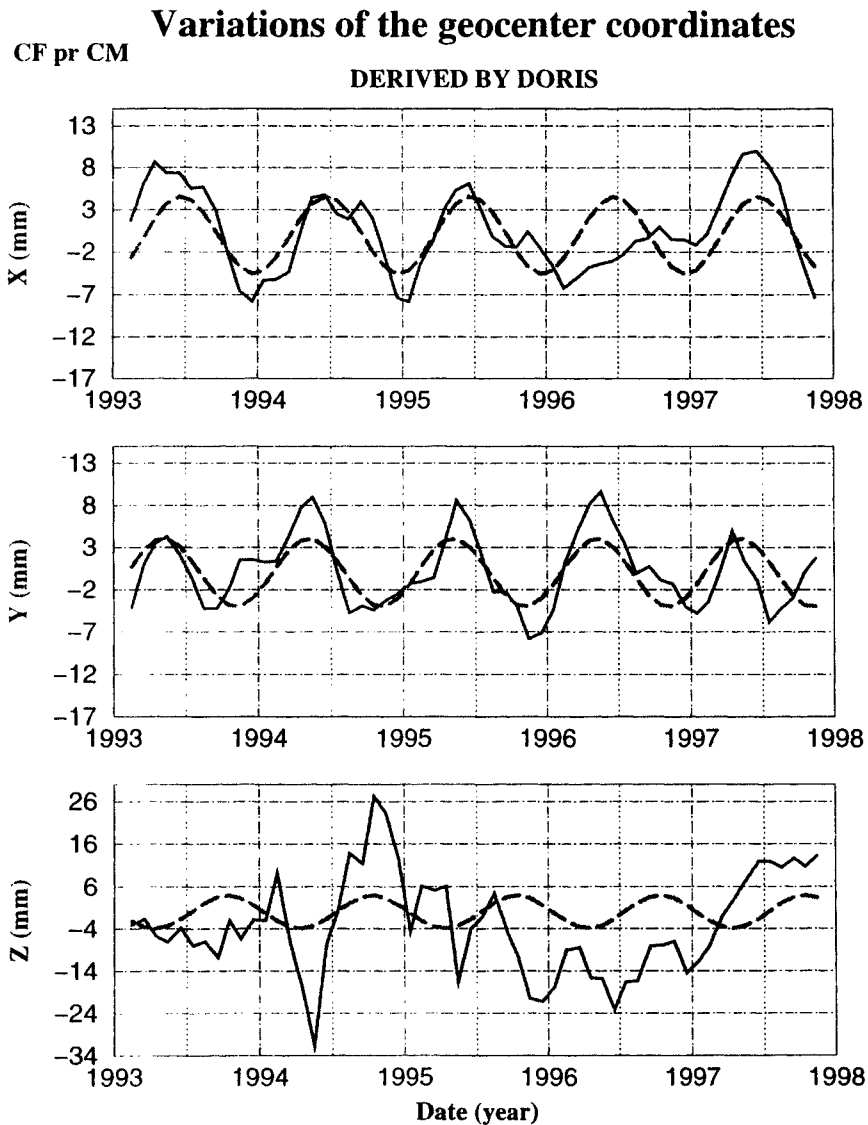 Variations of the geocenter coordinates
CF pr CM
DERIVED BY DORIS
X (mm)
13
8
3
−2
−7
−12
−17
1993 1994 1995 1996 1997 1998
Y (mm)
13
8
3
−2
−7
−12
−17
1993 1994 1995 1996 1997 1998
Z (mm)
26
16
6
−4
−14
−24
−34
1993 1994 1995 1996 1997 1998
Date (year)